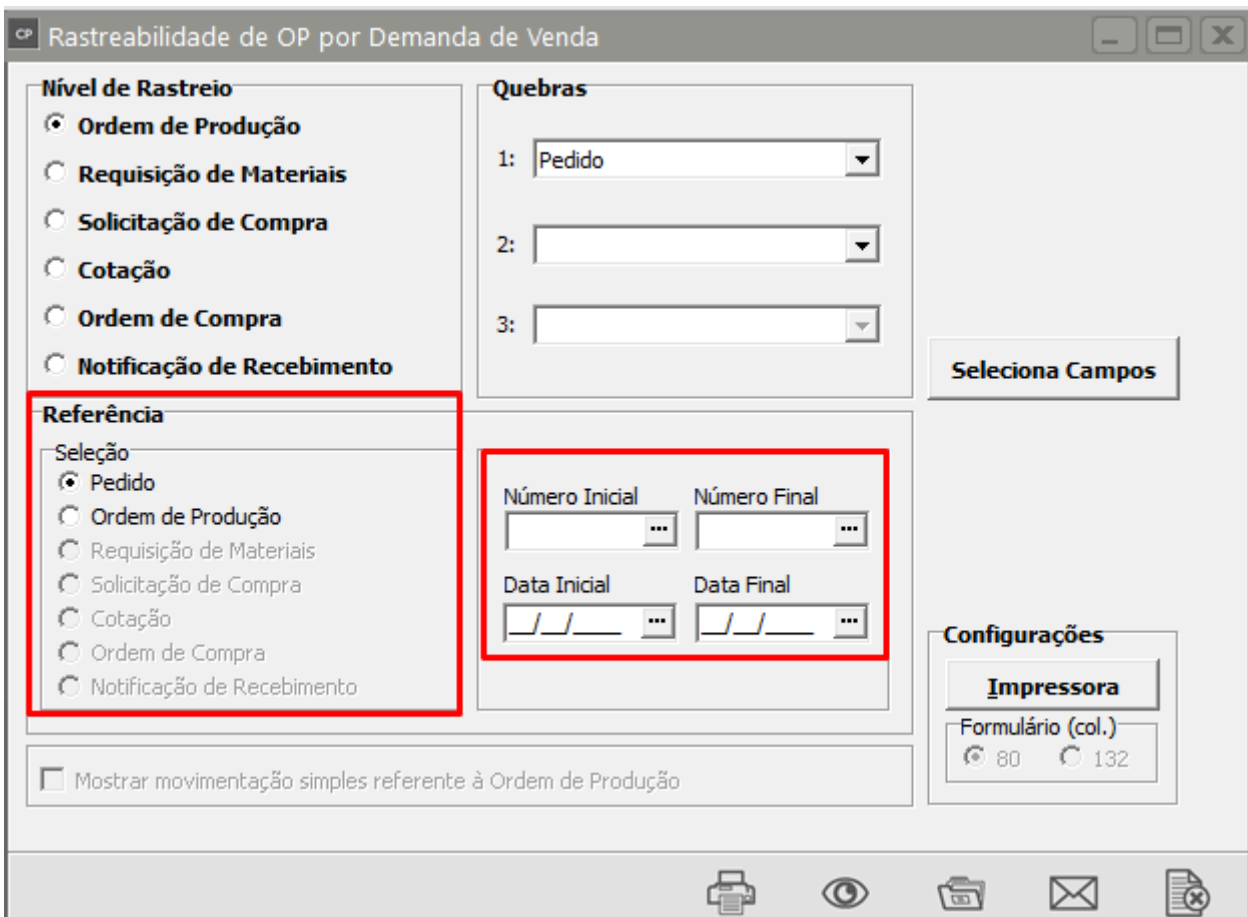 CP Rastreabilidade de OP por Demanda de Venda
Nível de Rastreio
Ordem de Produção
Requisição de Materiais
Solicitação de Compra
Cotação
Ordem de Compra
Notificação de Recebimento
Quebras
1: Pedido
2:
3:
Seleciona Campos
Referência
Seleção
Pedido
Ordem de Produção
Requisição de Materiais
Solicitação de Compra
Cotação
Ordem de Compra
Notificação de Recebimento
Número Inicial Número Final
... ...
Data Inicial Data Final
__/__/____ ... __/__/____ ...
Configurações
Impressora
Formulário (col.)
80 132
Mostrar movimentação simples referente à Ordem de Produção